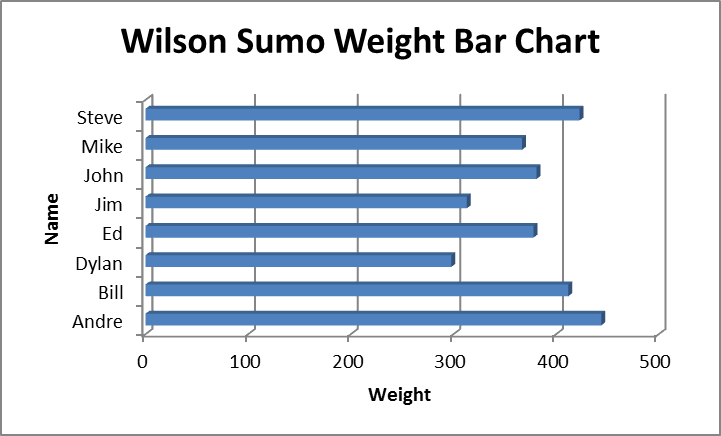 Wilson Sumo Weight Bar Chart
Name
Steve
Mike
John
Jim
Ed
Dylan
Bill
Andre
0 100 200 300 400 500
Weight